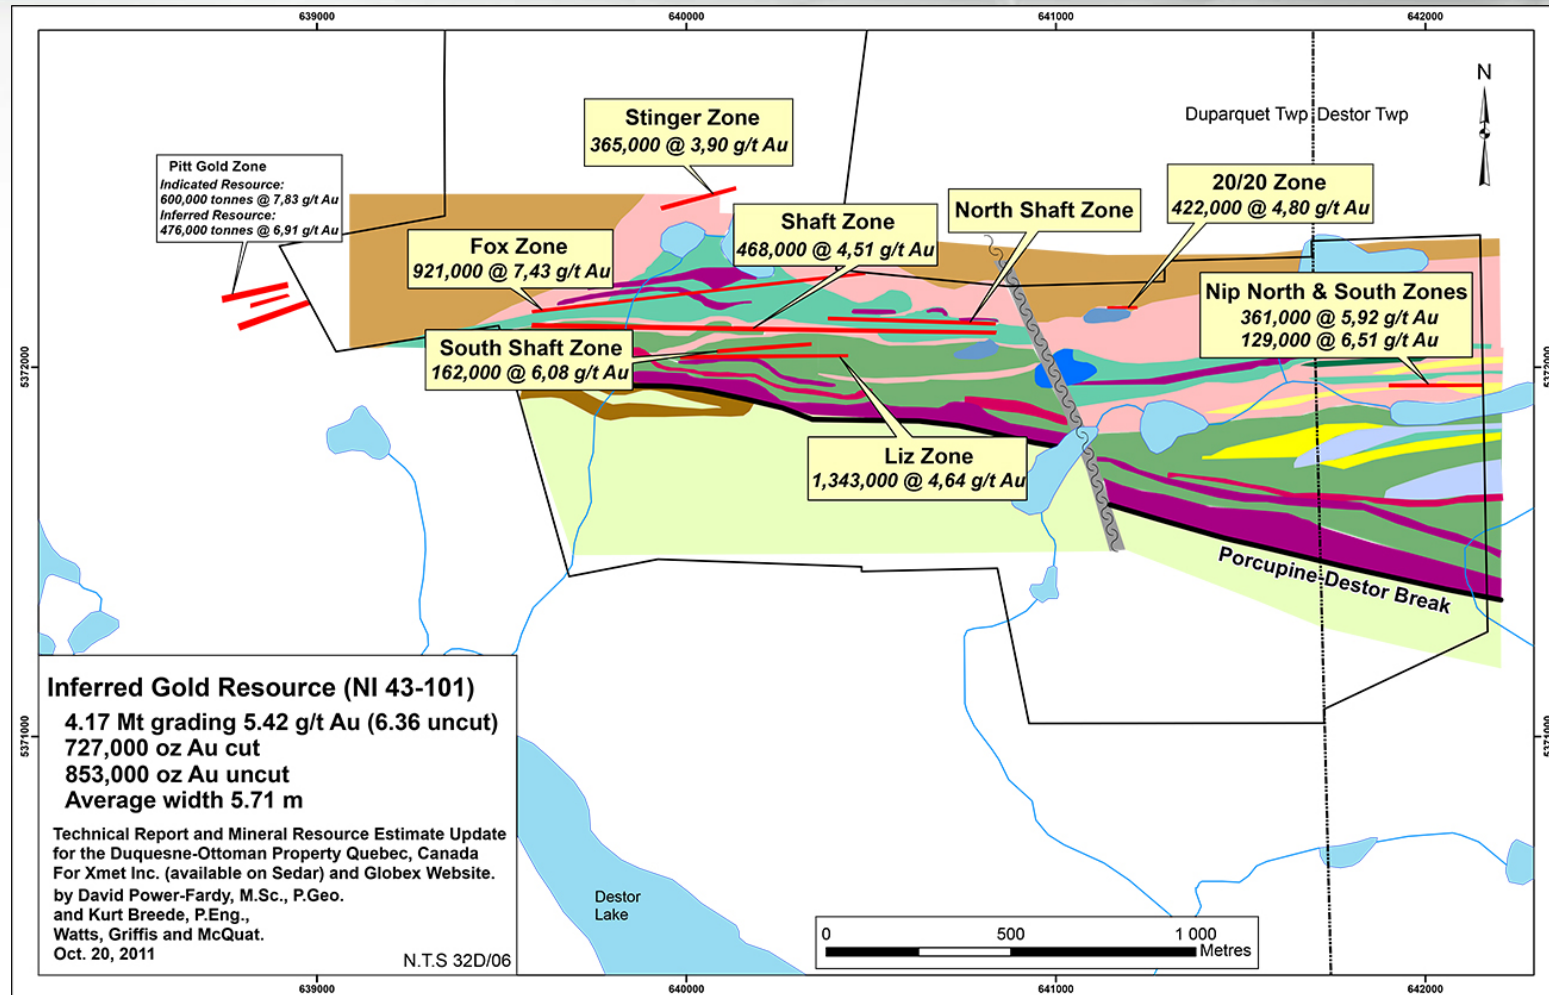 639000
640000
641000
642000
N
Duparquet Twp
Destor Twp
Stinger Zone
365,000 @ 3,90 g/t Au
Pitt Gold Zone
Indicated Resource:
600,000 tonnes @ 7,83 g/t Au
Inferred Resource:
476,000 tonnes @ 6,91 g/t Au
20/20 Zone
422,000 @ 4,80 g/t Au
North Shaft Zone
Shaft Zone
468,000 @ 4,51 g/t Au
Fox Zone
921,000 @ 7,43 g/t Au
Nip North & South Zones
361,000 @ 5,92 g/t Au
129,000 @ 6,51 g/t Au
South Shaft Zone
162,000 @ 6,08 g/t Au
5372000
5372000
Liz Zone
1,343,000 @ 4,64 g/t Au
Porcupine-Destor Break
Inferred Gold Resource (NI 43-101)
4.17 Mt grading 5.42 g/t Au (6.36 uncut)
727,000 oz Au cut
853,000 oz Au uncut
Average width 5.71 m
5371000
5371000
Technical Report and Mineral Resource Estimate Update
for the Duquesne-Ottoman Property Quebec, Canada
For Xmet Inc. (available on Sedar) and Globex Website.
by David Power-Fardy, M.Sc., P.Geo.
and Kurt Breede, P.Eng.,
Watts, Griffis and McQuat.
Oct. 20, 2011
N.T.S 32D/06
Destor
Lake
0
500
1 000
Metres
639000
640000
641000
642000